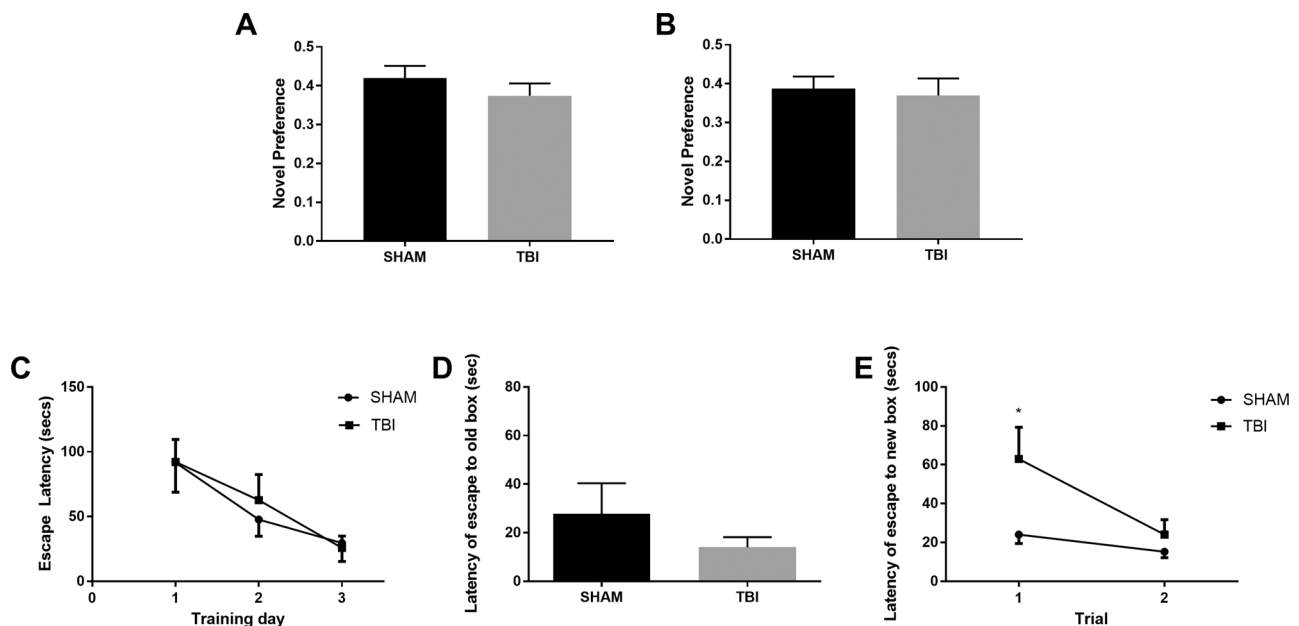 A
Novel Preference
0.5
0.4
0.3
0.2
0.1
0.0
SHAM TBI
B
Novel Preference
0.5
0.4
0.3
0.2
0.1
0.0
SHAM TBI
C
Escape Latency (secs)
150
100
50
0
0 1 2 3
Training day
SHAM
TBI
D
Latency of escape to old box (sec)
80
60
40
20
0
SHAM TBI
E
Latency of escape to new box (secs)
100
80
60
40
20
0
*
1 2
Trial
SHAM
TBI